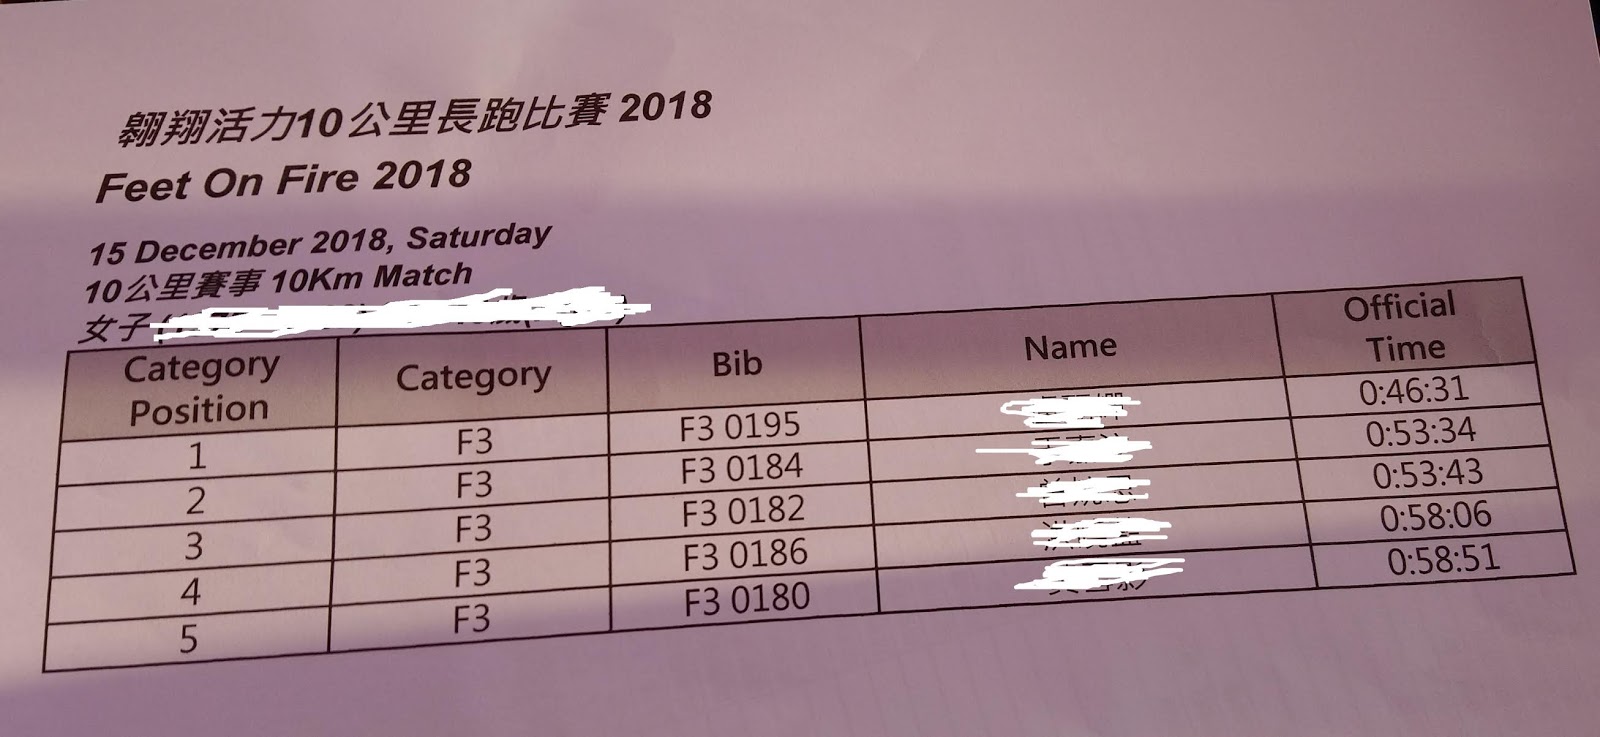 翱翔活力10公里長跑比賽 2018
Feet On Fire 2018
15 December 2018, Saturday
10公里賽事 10Km Match
女子
Category Position Category Bib Name Official Time
1 F3 F3 0195 0:46:31
2 F3 F3 0184 0:53:34
3 F3 F3 0182 0:53:43
4 F3 F3 0186 0:58:06
5 F3 F3 0180 0:58:51